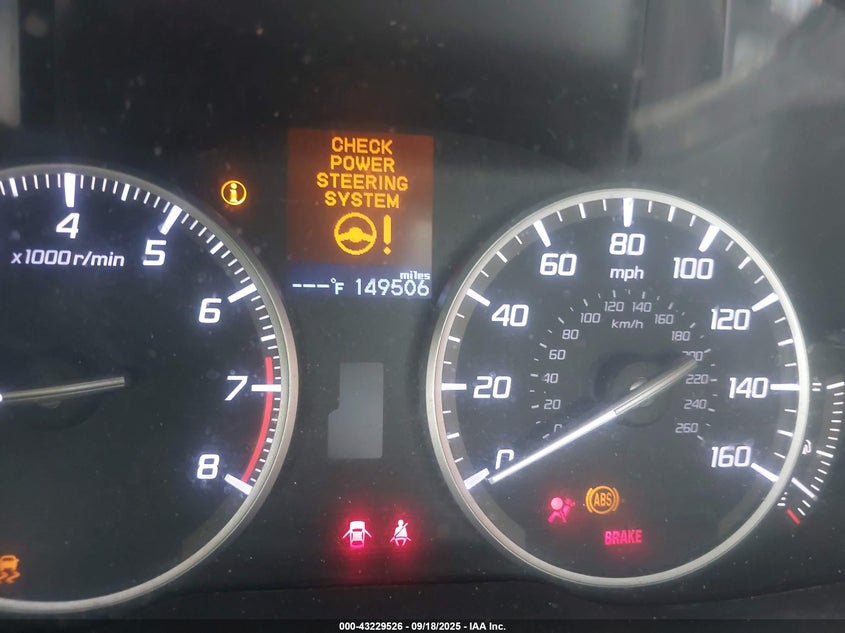 CHECK
POWER
STEERING
SYSTEM
!
miles
---°F 149506
4
5
6
7
8
x1000r/min
0
20
40
60
80
100
120
140
160
mph
km/h
0
20
40
60
80
100
120
140
160
180
200
220
240
260
ABS
BRAKE
000-43229526 - 09/18/2025 - IAA Inc.